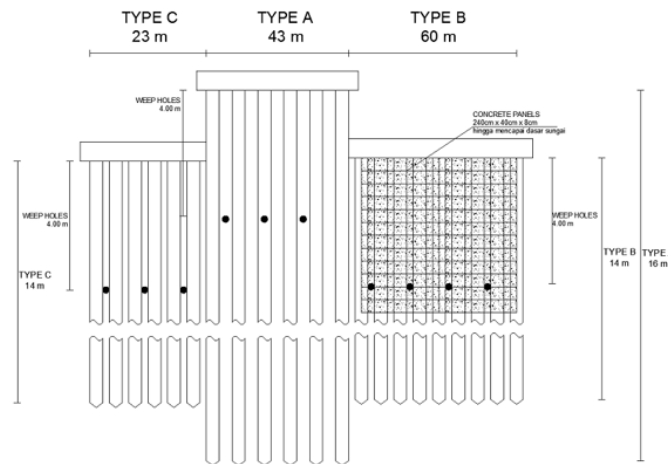 TYPE C
23 m
TYPE A
43 m
TYPE B
60 m
WEEP HOLES
4.00 m
CONCRETE PANELS
240cm x 40cm x 8cm
hingga mencapai dasar sungai
WEEP HOLES
4.00 m
WEEP HOLES
4.00 m
TYPE C
14 m
TYPE B
14 m
TYPE
16 m